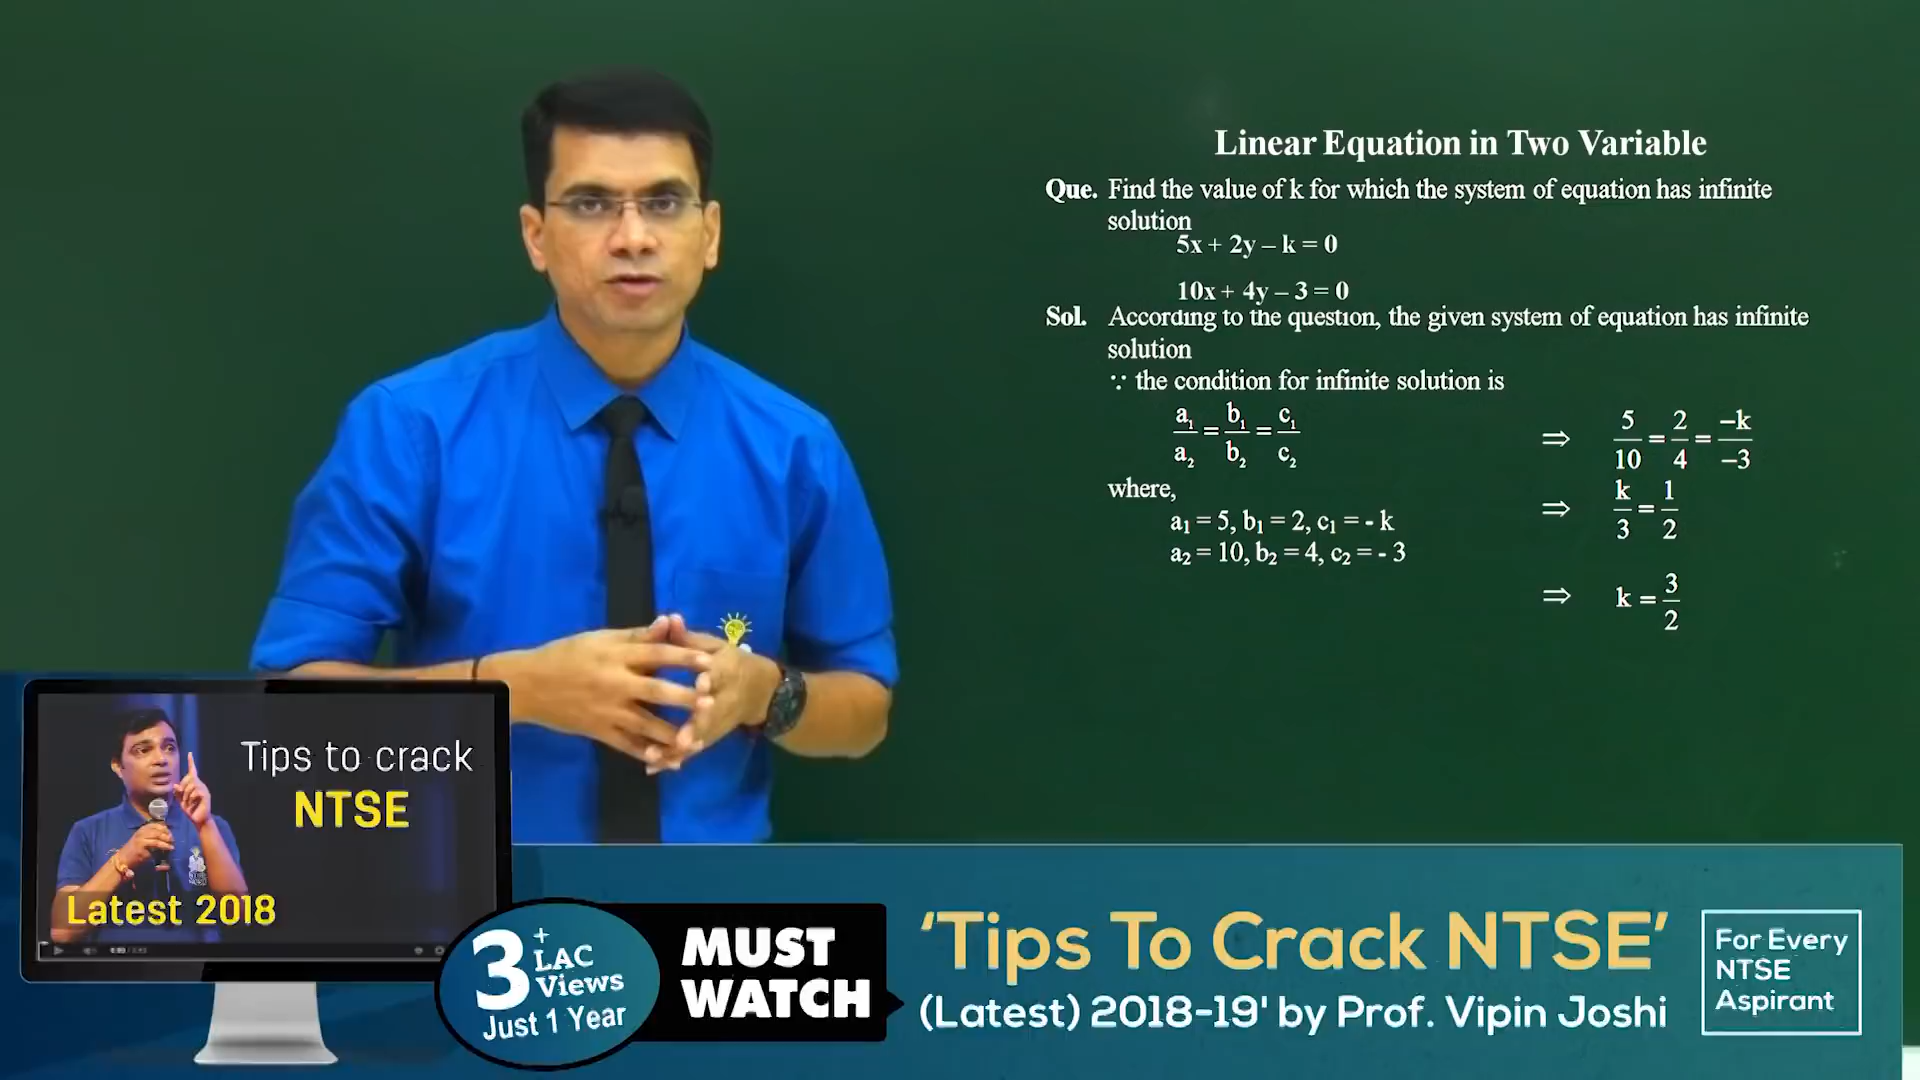 Linear Equation in Two Variable
Que. Find the value of k for which the system of equation has infinite
solution
5x + 2y – k = 0
10x + 4y – 3 = 0
Sol. According to the question, the given system of equation has infinite
solution
∵ the condition for infinite solution is
a₁/a₂ = b₁/b₂ = c₁/c₂ ⇒ 5/10 = 2/4 = –k/–3
where,
⇒ k/3 = 1/2
a₁ = 5, b₁ = 2, c₁ = - k
a₂ = 10, b₂ = 4, c₂ = - 3
⇒ k = 3/2
Tips to crack
NTSE
Latest 2018
3+ LAC
Views
Just 1 Year
MUST
WATCH
‘Tips To Crack NTSE’
(Latest) 2018-19' by Prof. Vipin Joshi
For Every
NTSE
Aspirant